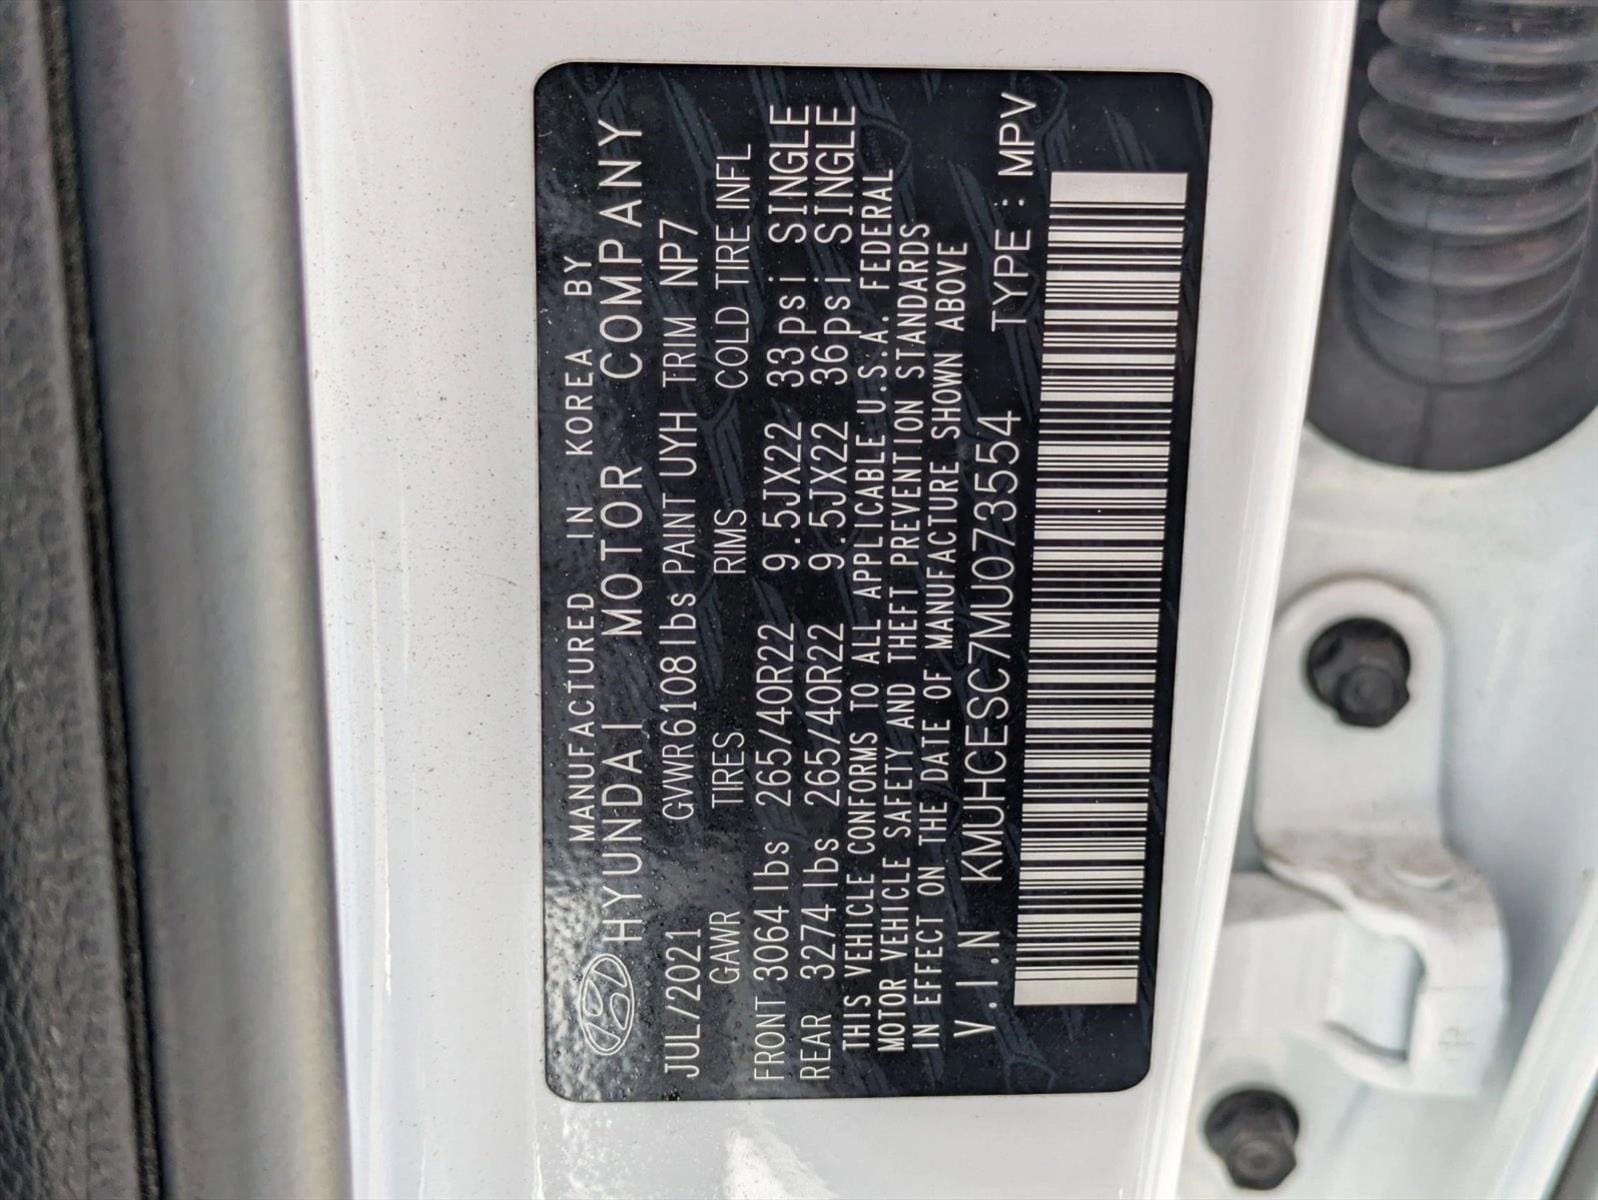 MANUFACTURED IN KOREA BY
HYUNDAI MOTOR COMPANY
JUL/2021 GVWR6108lbs PAINT UYH TRIM NP7
GAWR TIRES RIMS COLD TIRE INFL
FRONT 3064 lbs 265/40R22 9.5JX22 33psi SINGLE
REAR 3274 lbs 265/40R22 9.5JX22 36psi SINGLE
THIS VEHICLE CONFORMS TO ALL APPLICABLE U.S.A. FEDERAL
MOTOR VEHICLE SAFETY AND THEFT PREVENTION STANDARDS
IN EFFECT ON THE DATE OF MANUFACTURE SHOWN ABOVE
V.I.N KMUHCESC7MU073554 TYPE : MPV